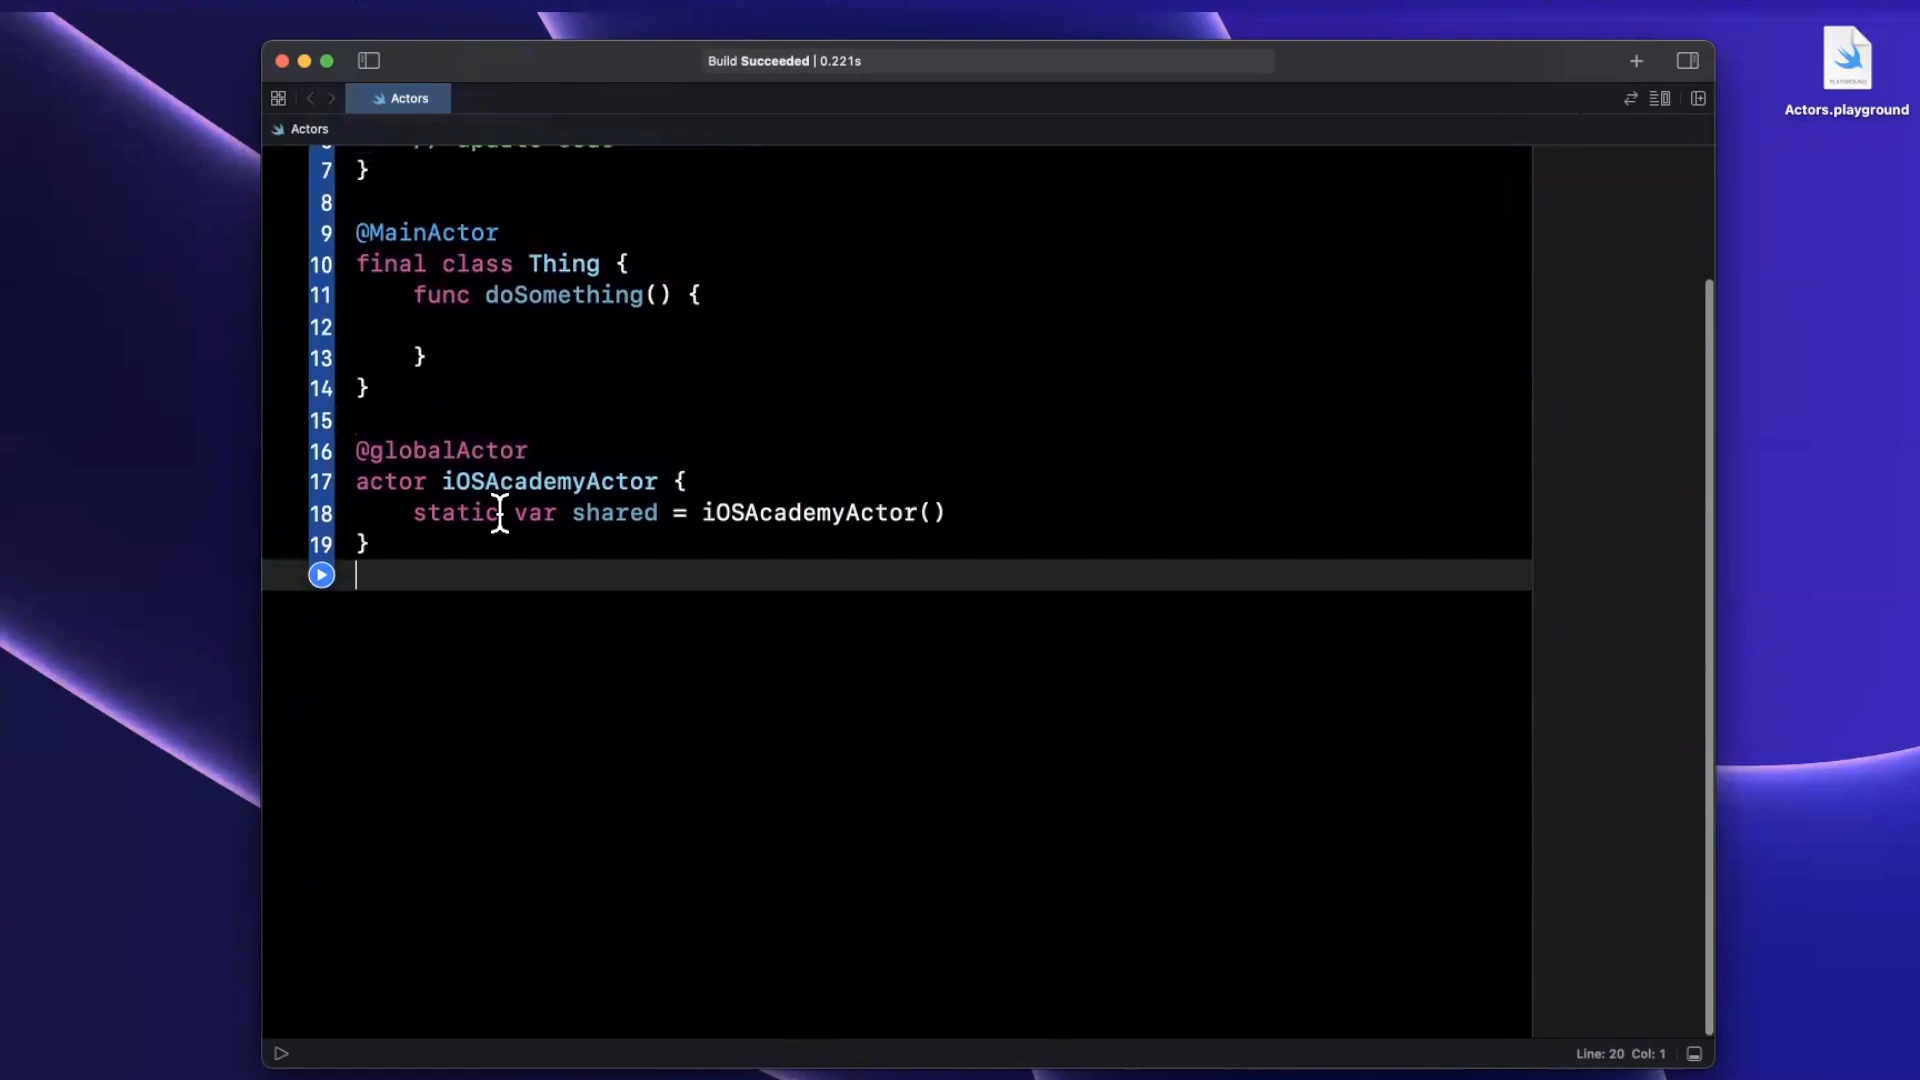 Build Succeeded | 0.221s
Actors.playground
Actors
Actors
7 }
8
9 @MainActor
10 final class Thing {
11 func doSomething() {
12
13 }
14 }
15
16 @globalActor
17 actor iOSAcademyActor {
18 static var shared = iOSAcademyActor()
19 }
Line: 20 Col: 1